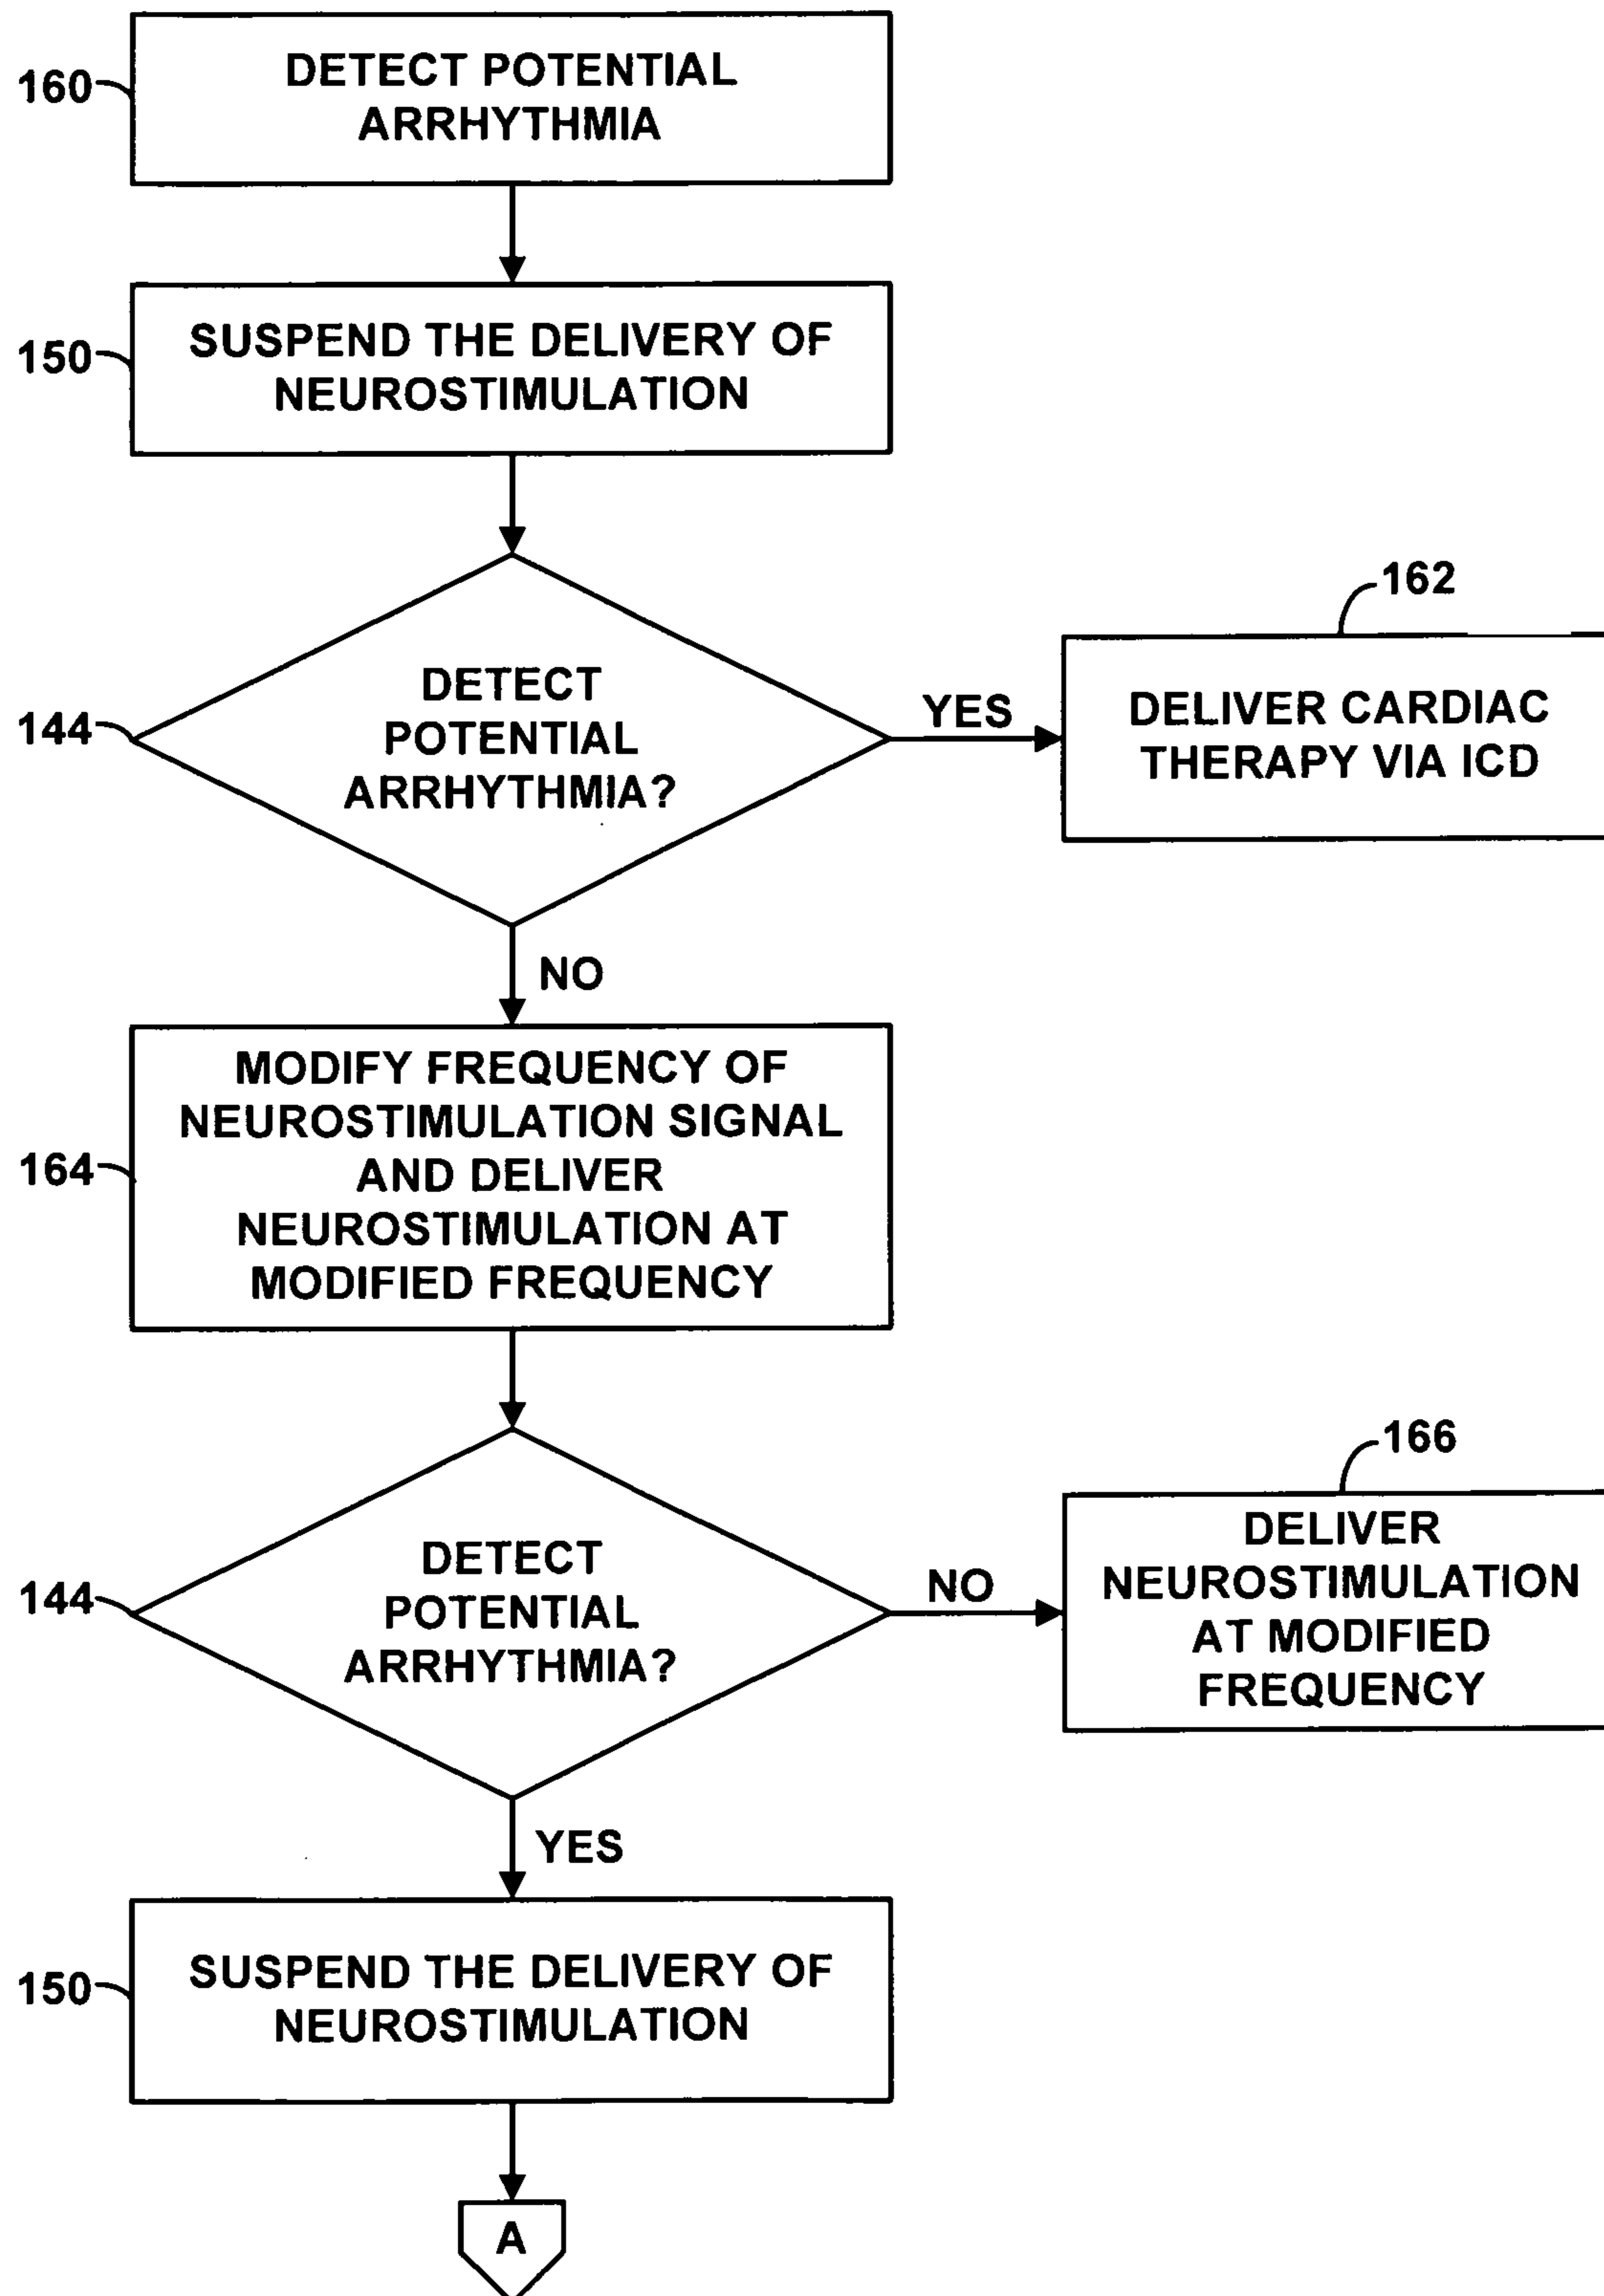 160
DETECT POTENTIAL
ARRHYTHMIA
150
SUSPEND THE DELIVERY OF
NEUROSTIMULATION
144
DETECT
POTENTIAL
ARRHYTHMIA?
YES
162
DELIVER CARDIAC
THERAPY VIA ICD
NO
164
MODIFY FREQUENCY OF
NEUROSTIMULATION SIGNAL
AND DELIVER
NEUROSTIMULATION AT
MODIFIED FREQUENCY
144
DETECT
POTENTIAL
ARRHYTHMIA?
NO
166
DELIVER
NEUROSTIMULATION
AT MODIFIED
FREQUENCY
YES
150
SUSPEND THE DELIVERY OF
NEUROSTIMULATION
A